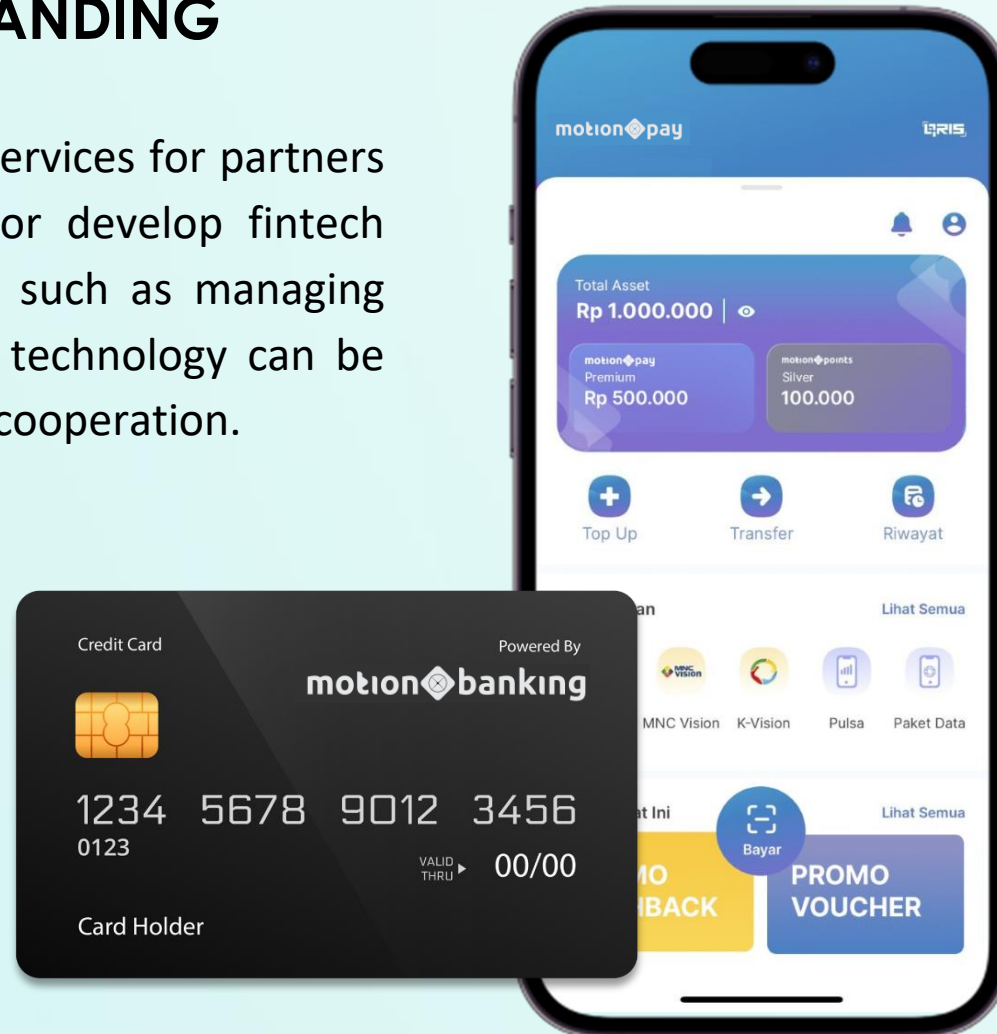 ANDING
ervices for partners
or develop fintech
such as managing
technology can be
cooperation.
motion pay
QRIS
Total Asset
Rp 1.000.000
motion pay
Premium
Rp 500.000
motion points
Silver
100.000
Top Up
Transfer
Riwayat
an
Lihat Semua
MNC Vision
MNC Vision
K-Vision
Pulsa
Paket Data
at Ini
Lihat Semua
Bayar
MO
HBACK
PROMO
VOUCHER
Credit Card
Powered By
motion banking
1234 5678 9012 3456
0123
VALID THRU 00/00
Card Holder